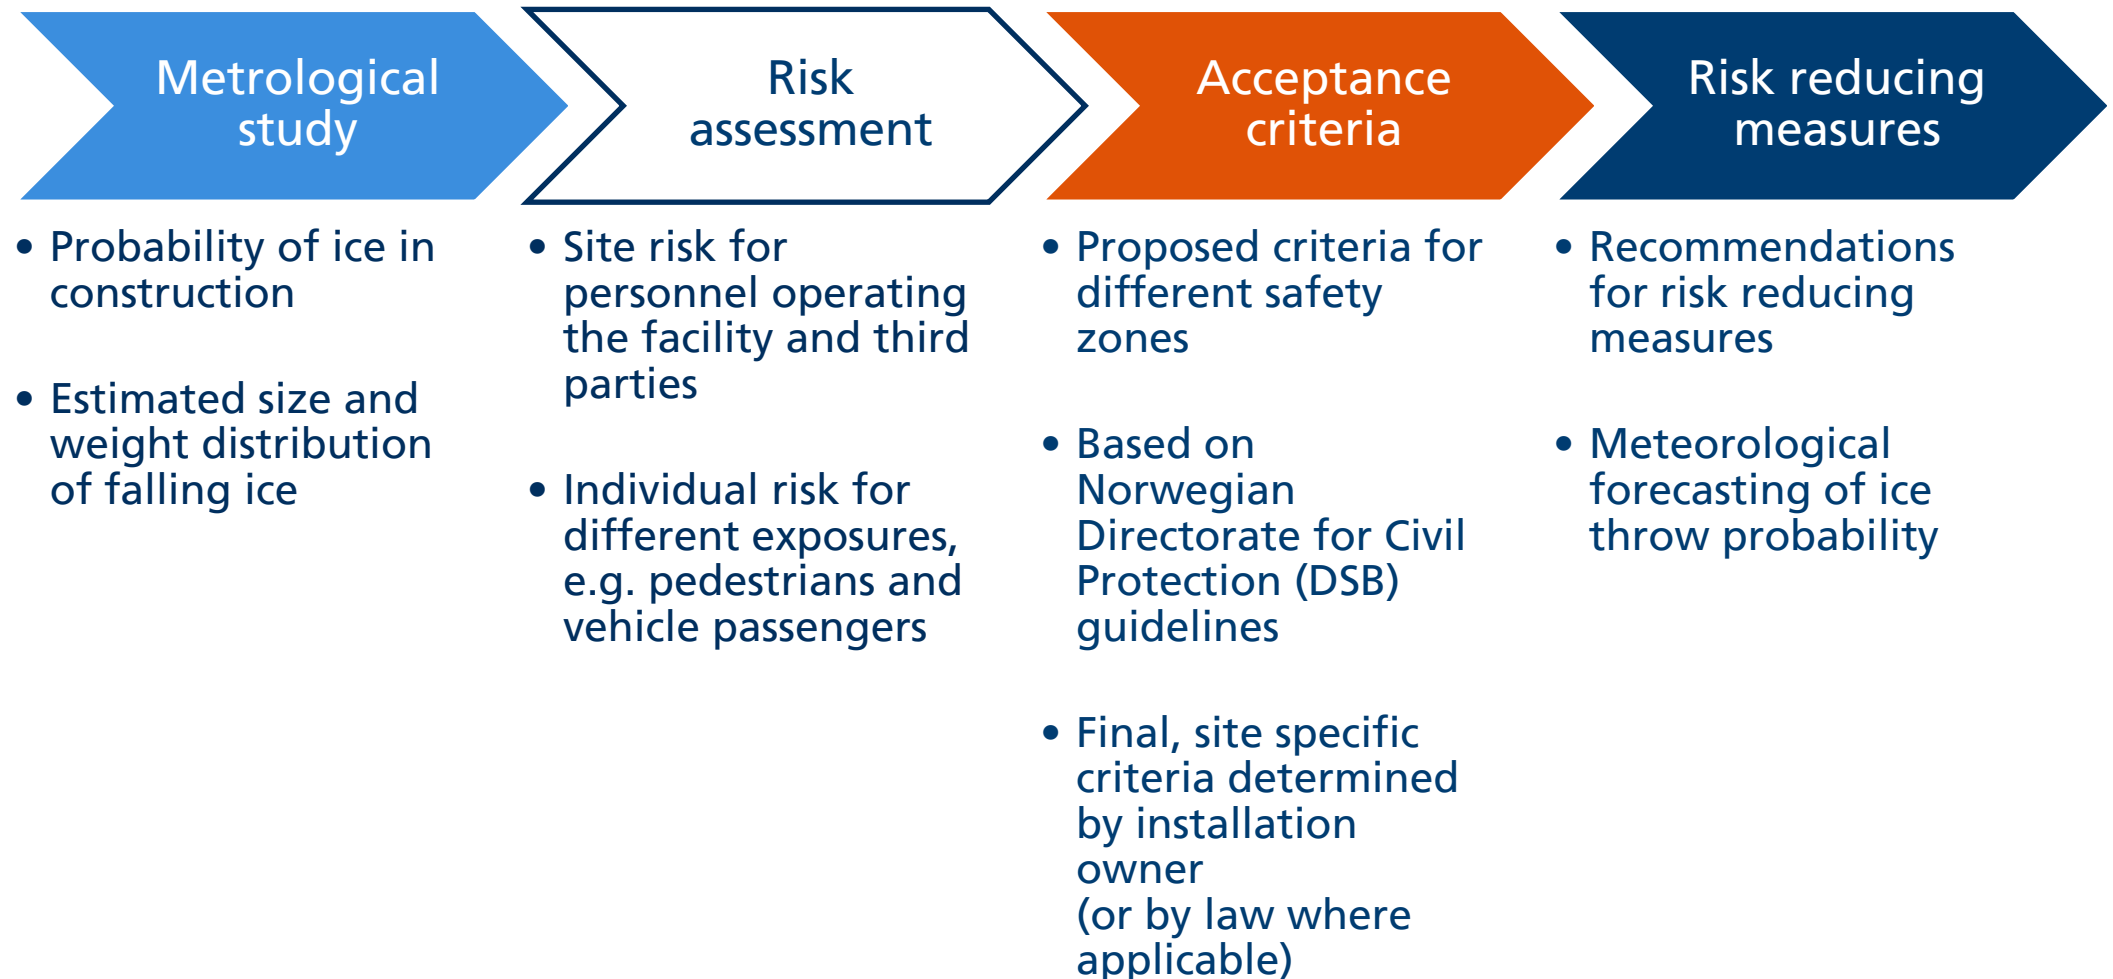 Metrological
study
• Probability of ice in
construction
• Estimated size and
weight distribution
of falling ice
Risk
assessment
• Site risk for
personnel operating
the facility and third
parties
• Individual risk for
different exposures,
e.g. pedestrians and
vehicle passengers
Acceptance
criteria
• Proposed criteria for
different safety
zones
• Based on
Norwegian
Directorate for Civil
Protection (DSB)
guidelines
• Final, site specific
criteria determined
by installation
owner
(or by law where
applicable)
Risk reducing
measures
• Recommendations
for risk reducing
measures
• Meteorological
forecasting of ice
throw probability